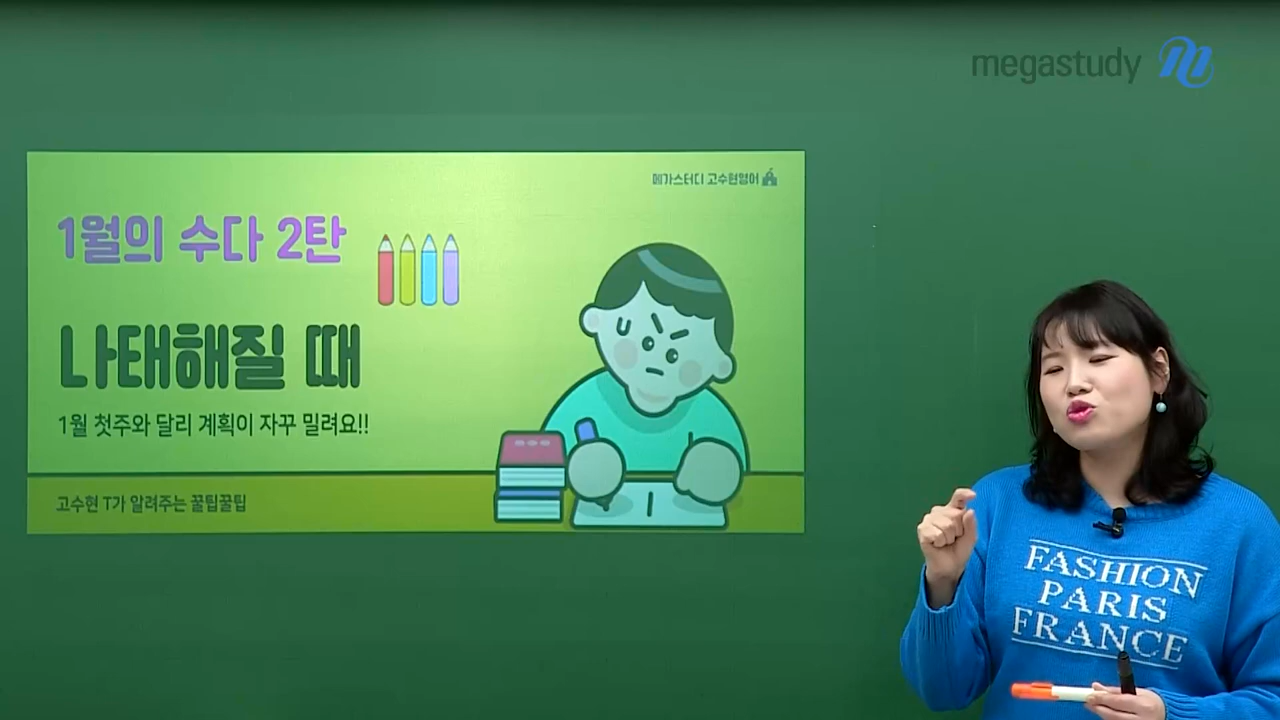 megastudy
메가스터디 고수현영어
1월의 수다 2탄
나태해질 때
1월 첫주와 달리 계획이 자꾸 밀려요!!
고수현 T가 알려주는 꿀팁꿀팁
FASHION
PARIS
FRANCE